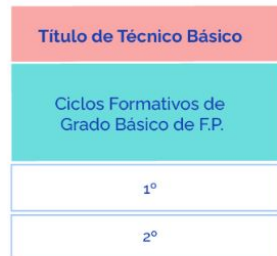 Título de Técnico Básico
Ciclos Formativos de
Grado Básico de F.P.
1º
2º